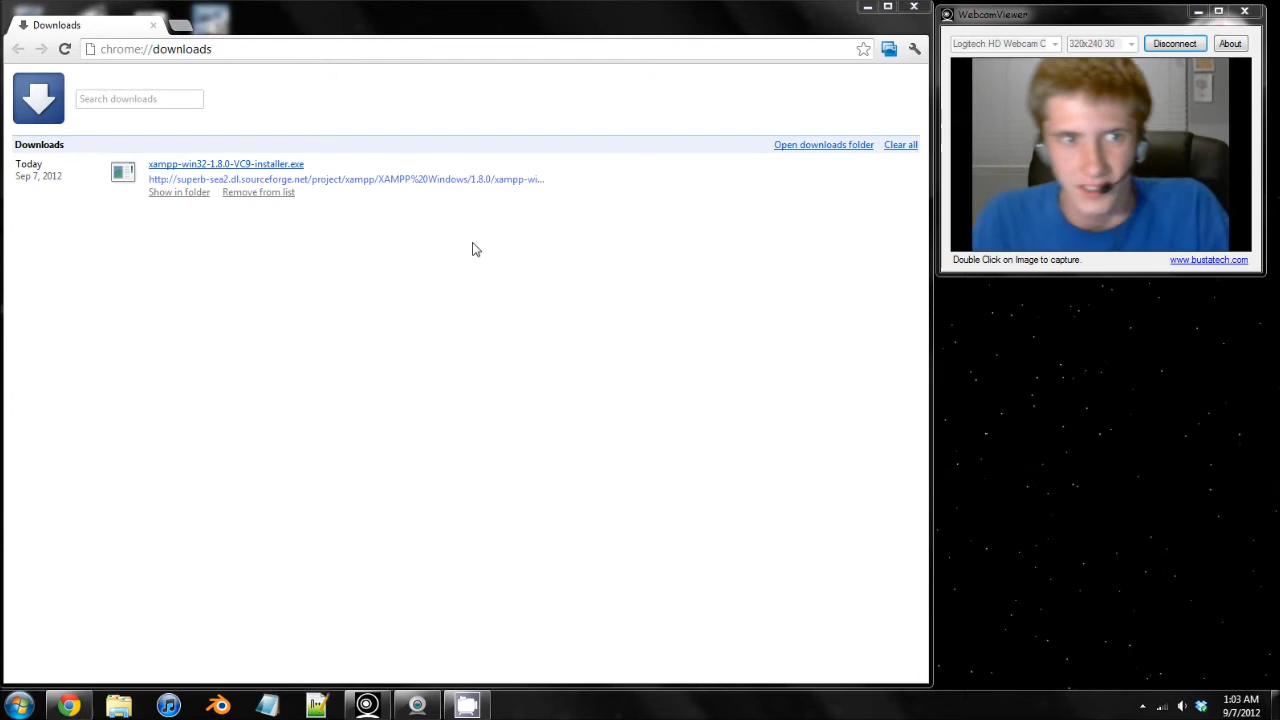 Downloads
chrome://downloads
Search downloads
Downloads
Open downloads folder
Clear all
Today
xampp-win32-1.8.0-VC9-installer.exe
Sep 7, 2012
http://superb-sea2.dl.sourceforge.net/project/xampp/XAMPP%20Windows/1.8.0/xampp-wi...
Show in folder
Remove from list
WebcamViewer
Logitech HD Webcam C
320x240 30
Disconnect
About
Double Click on Image to capture.
www.bustatech.com
1:03 AM
9/7/2012